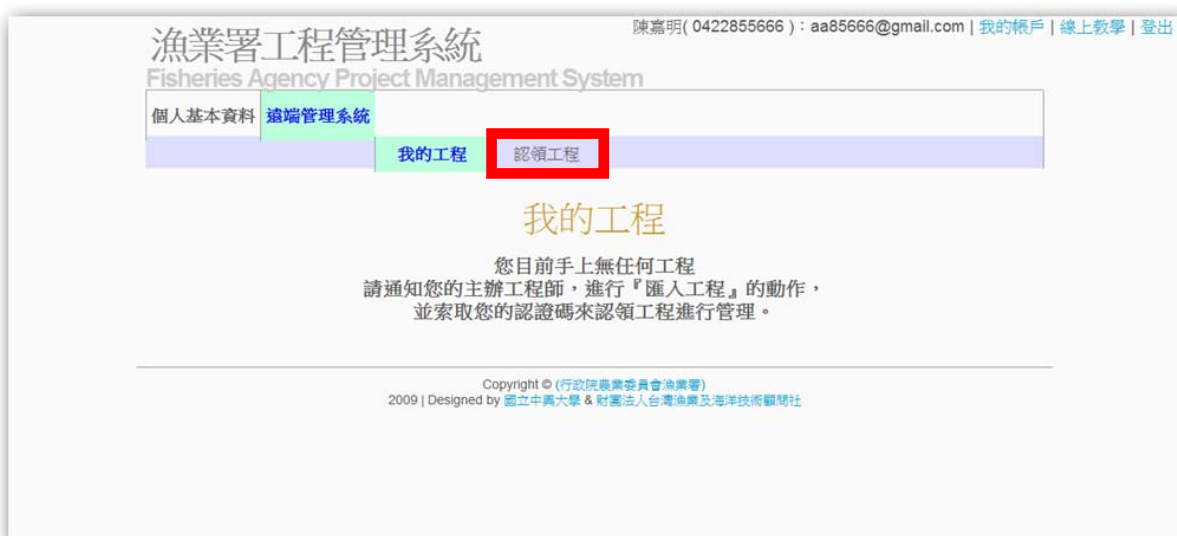 陳嘉明( 0422855666 )：aa85666@gmail.com | 我的帳戶 | 線上教學 | 登出
漁業署工程管理系統
Fisheries Agency Project Management System
個人基本資料 遠端管理系統
我的工程 認領工程
我的工程
您目前手上無任何工程
請通知您的主辦工程師，進行『匯入工程』的動作，
並索取您的認證碼來認領工程進行管理。
Copyright © (行政院農業委員會漁業署)
2009 | Designed by 國立中興大學 & 財團法人台灣漁業及海洋技術顧問社